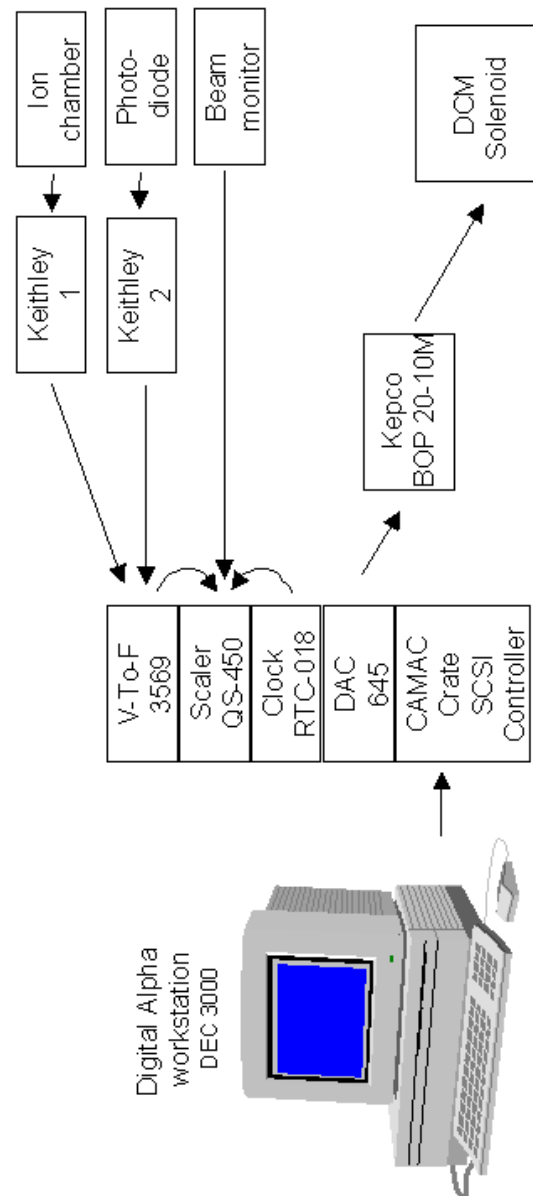 Digital Alpha
workstation
DEC 3000
V-To-F
3569
Scaler
QS-450
Clock
RTC-018
DAC
645
CAMAC
Crate
SCSI
Controller
Keithley
1
Keithley
2
Ion
chamber
Photo-
diode
Beam
monitor
Kepco
BOP 20-10M
DCM
Solenoid